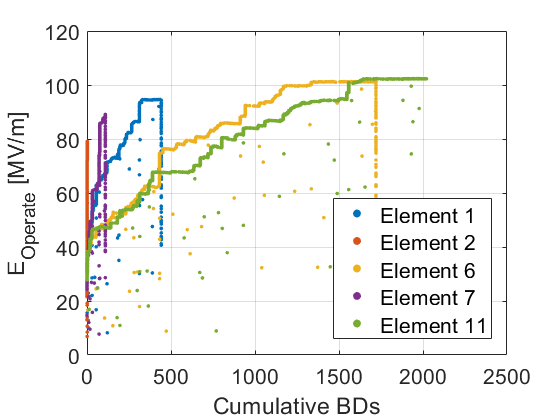 120
100
80
60
40
20
0
E_Operate [MV/m]
Element 1
Element 2
Element 6
Element 7
Element 11
0 500 1000 1500 2000 2500
Cumulative BDs